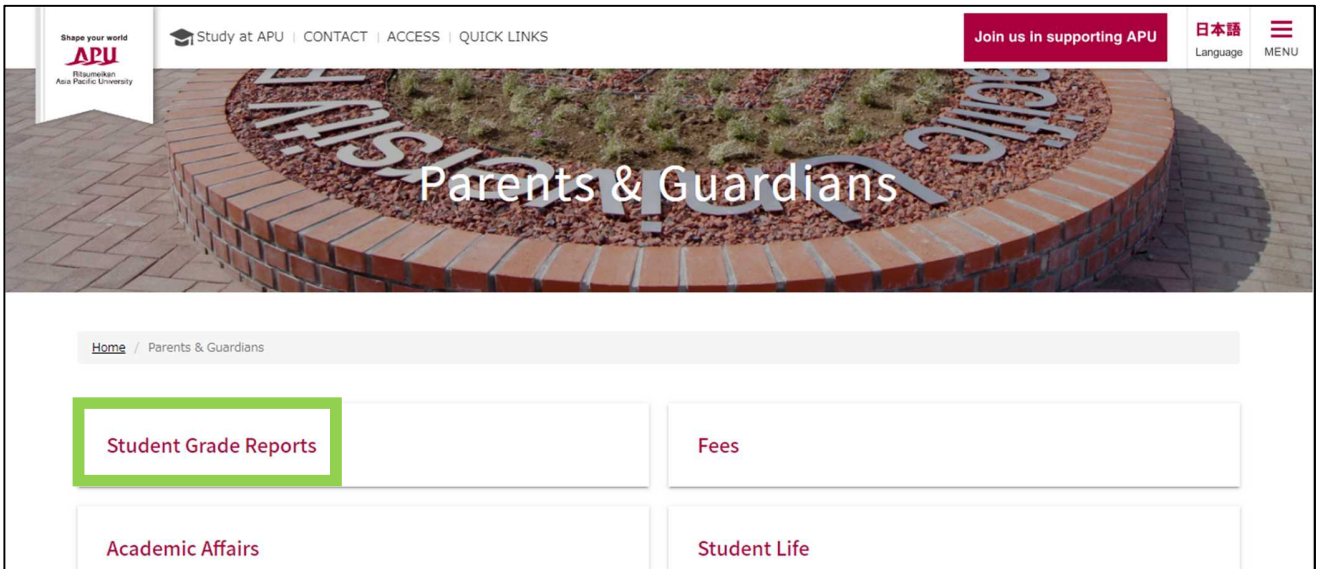 Shape your world
APU
Ritsumeikan
Asia Pacific University
Study at APU | CONTACT | ACCESS | QUICK LINKS
Join us in supporting APU
日本語
Language
MENU
Parents & Guardians
Home / Parents & Guardians
Student Grade Reports
Fees
Academic Affairs
Student Life